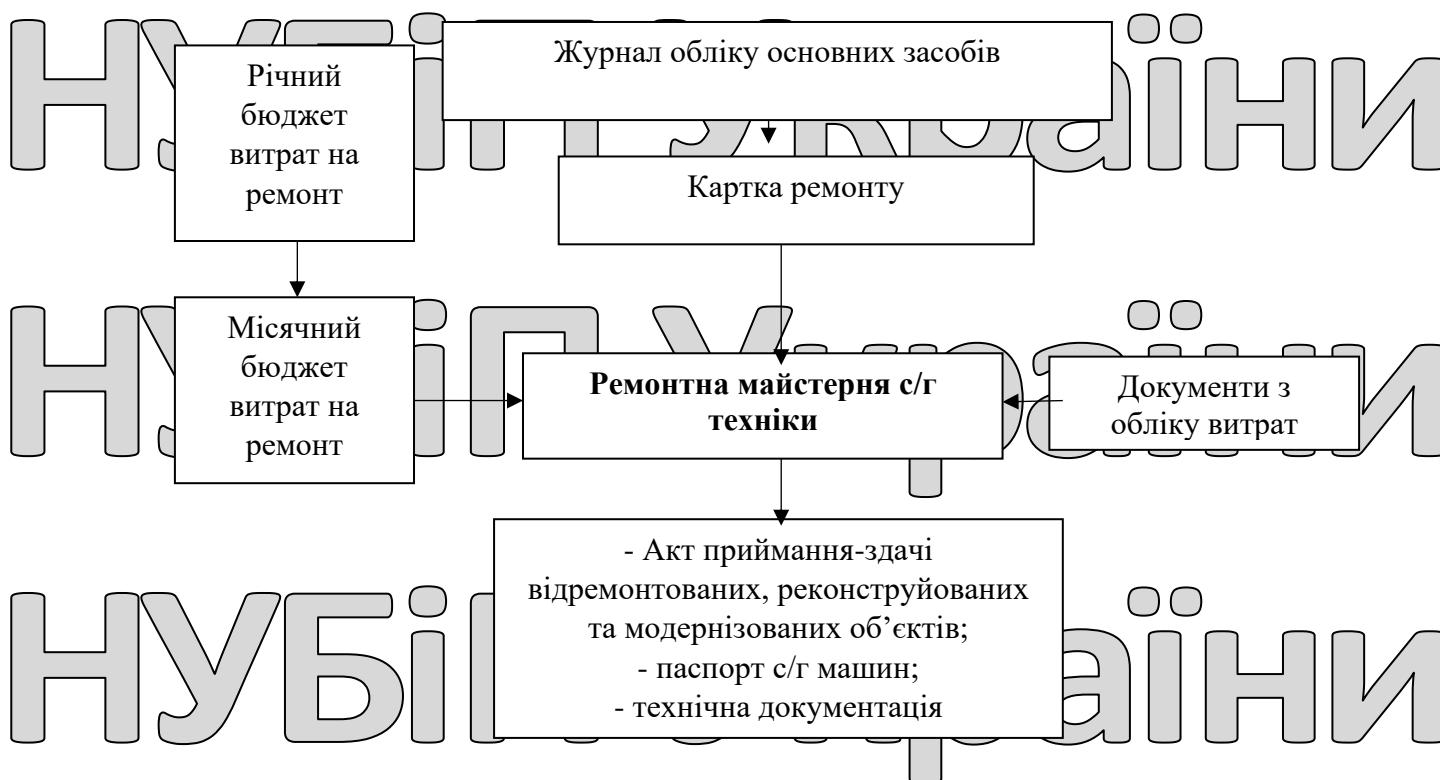 НУБіП України
Журнал обліку основних засобів
Річний
бюджет
витрат на
ремонт
Картка ремонту
НУБіП України
Місячний
бюджет
витрат на
ремонт
Ремонтна майстерня с/г
техніки
Документи з
обліку витрат
НУБіП України
- Акт приймання-здачі
відремонтованих, реконструйованих
та модернізованих об’єктів;
- паспорт с/г машин;
- технічна документація